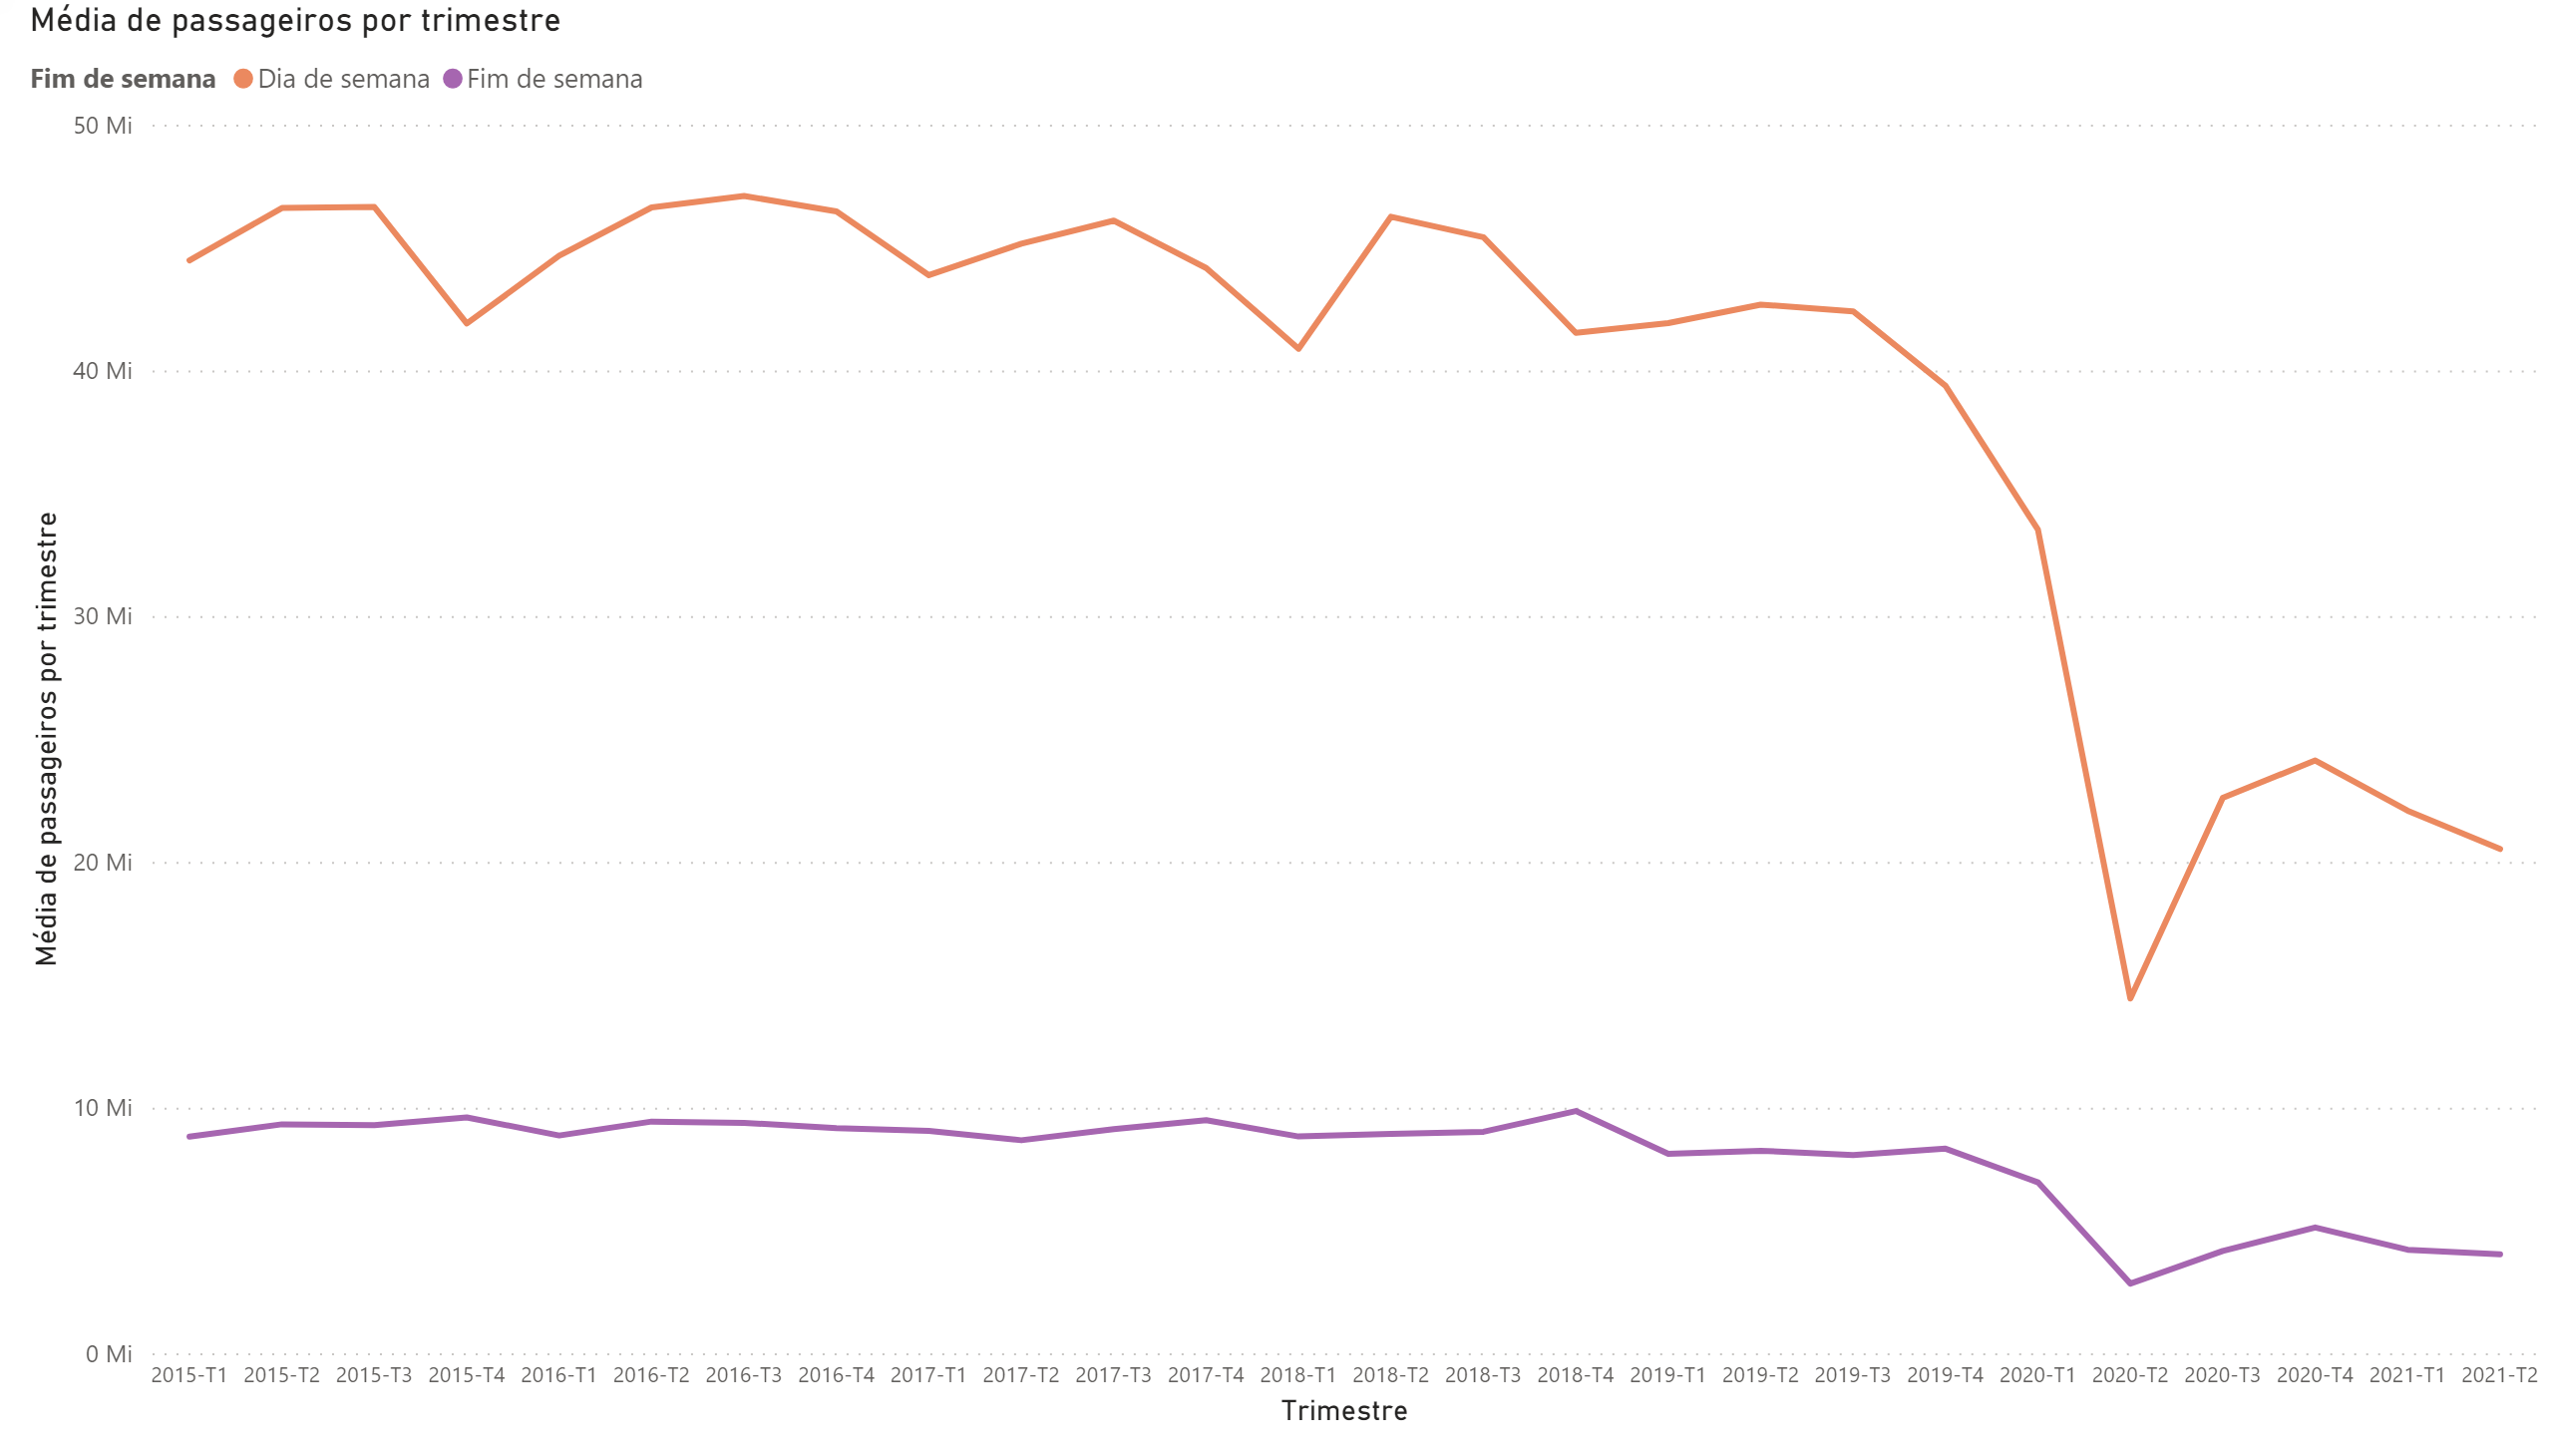 Média de passageiros por trimestre
Fim de semana Dia de semana Fim de semana
50 Mi
40 Mi
30 Mi
20 Mi
10 Mi
0 Mi
Média de passageiros por trimestre
2015-T1 2015-T2 2015-T3 2015-T4 2016-T1 2016-T2 2016-T3 2016-T4 2017-T1 2017-T2 2017-T3 2017-T4 2018-T1 2018-T2 2018-T3 2018-T4 2019-T1 2019-T2 2019-T3 2019-T4 2020-T1 2020-T2 2020-T3 2020-T4 2021-T1 2021-T2
Trimestre